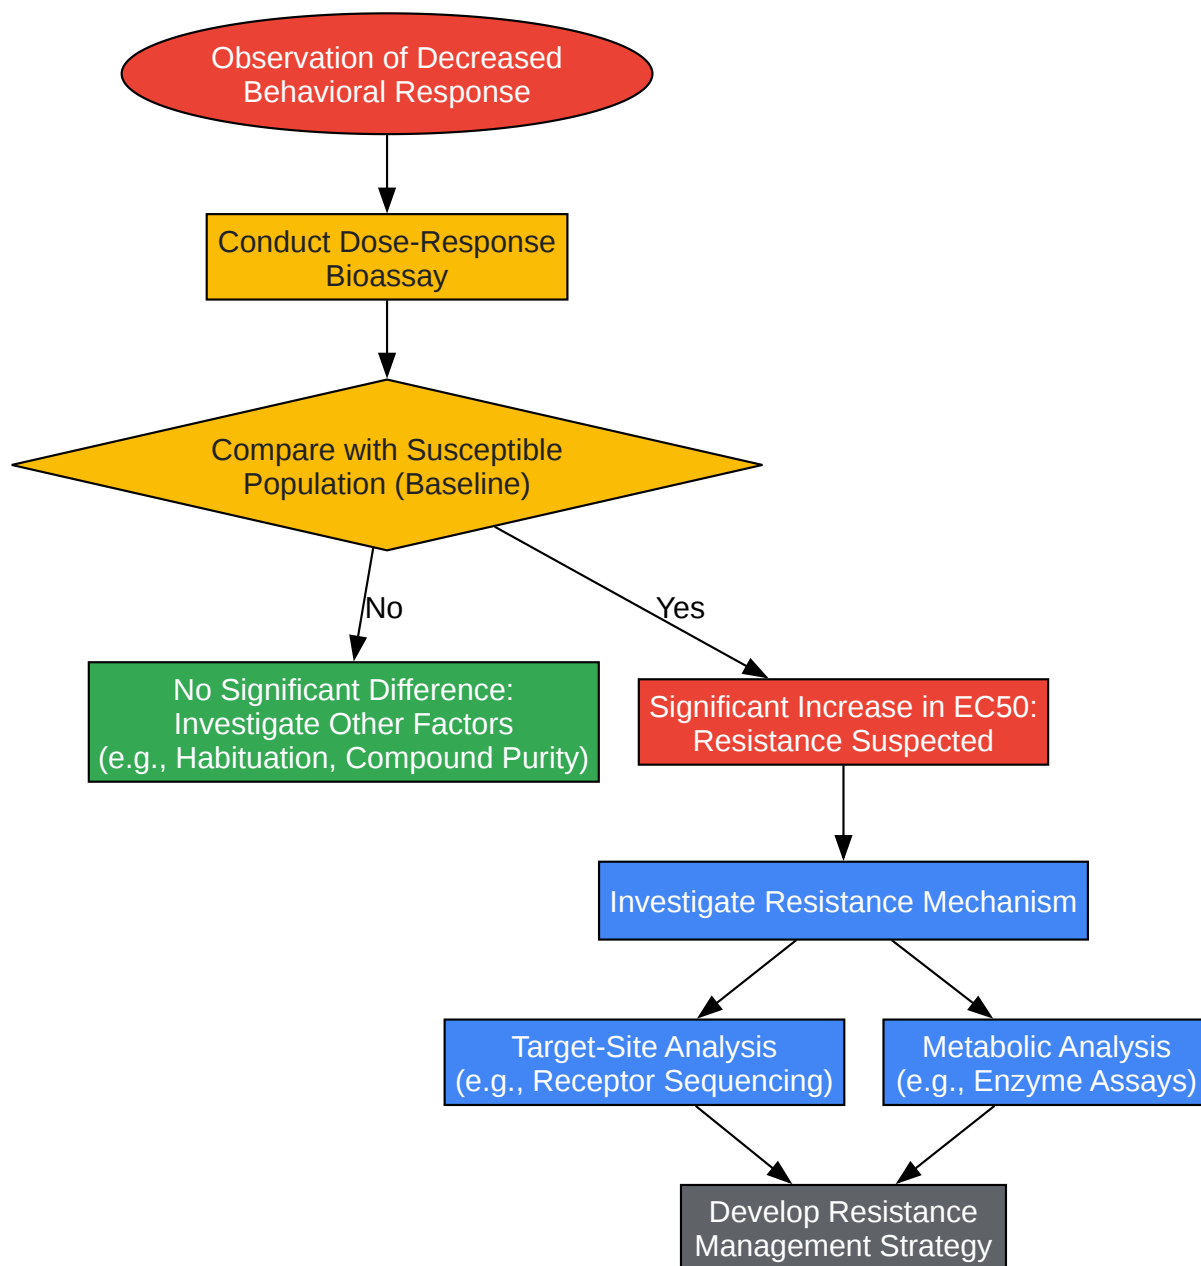 Observation of Decreased
Behavioral Response
Conduct Dose-Response
Bioassay
Compare with Susceptible
Population (Baseline)
No
Yes
No Significant Difference:
Investigate Other Factors
(e.g., Habituation, Compound Purity)
Significant Increase in EC50:
Resistance Suspected
Investigate Resistance Mechanism
Target-Site Analysis
(e.g., Receptor Sequencing)
Metabolic Analysis
(e.g., Enzyme Assays)
Develop Resistance
Management Strategy